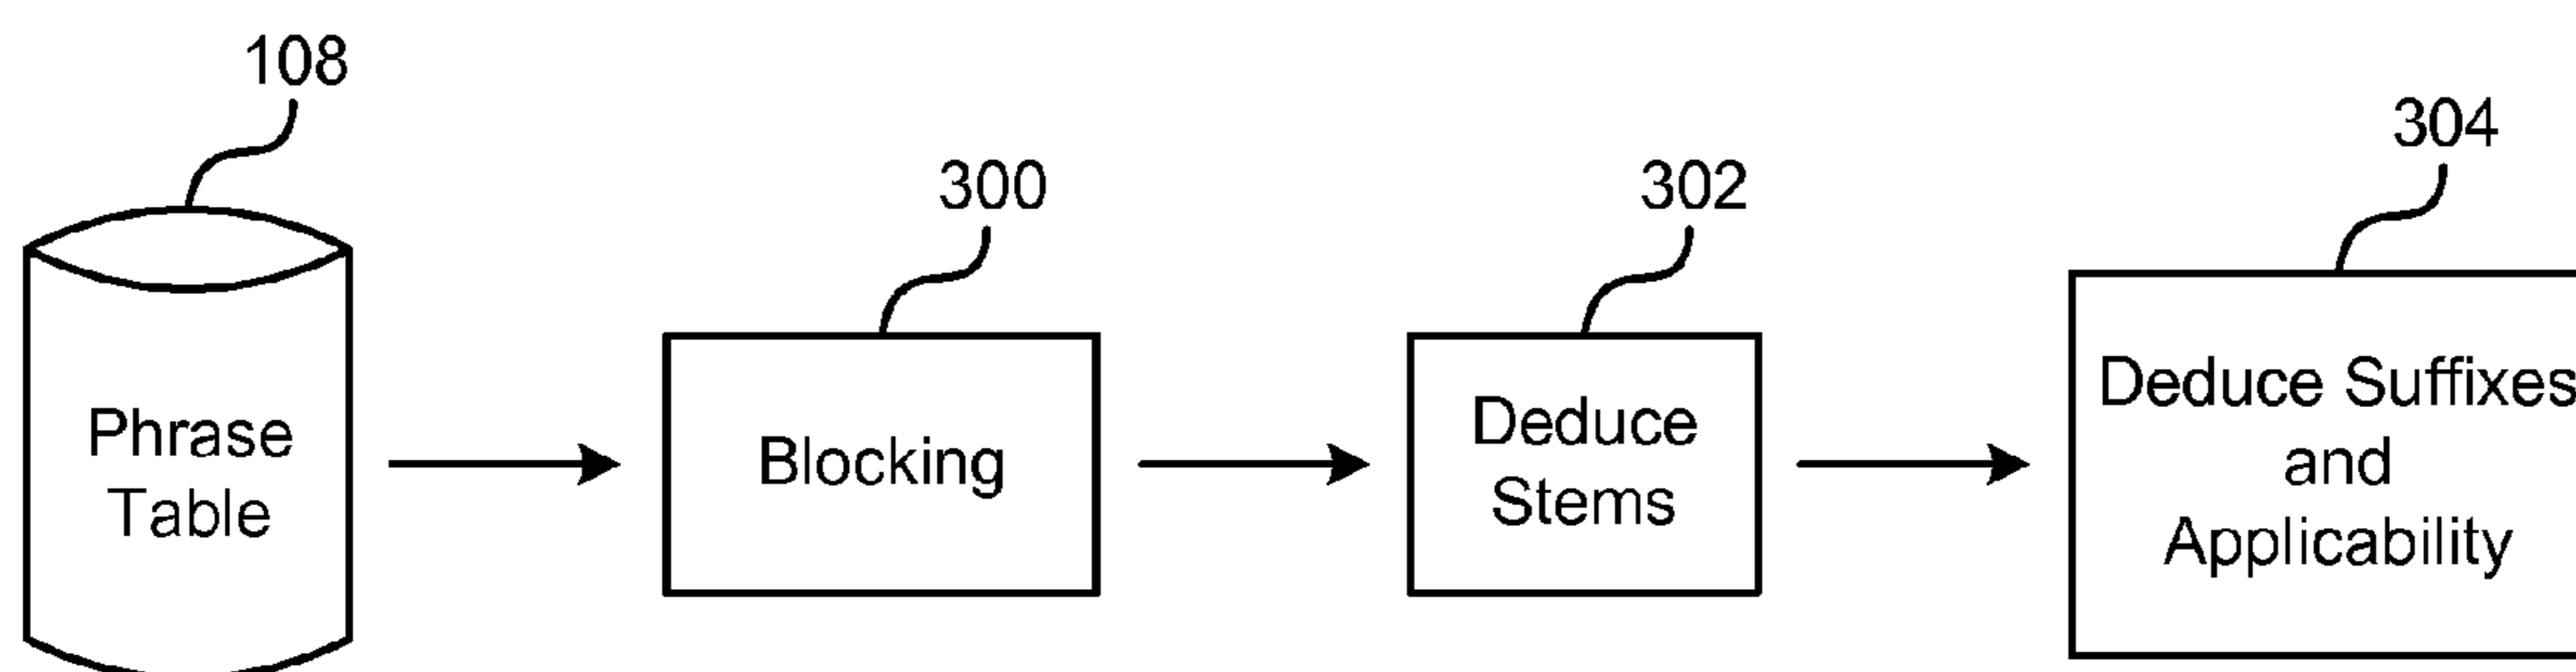 108
300
302
304
Phrase
Table
Blocking
Deduce
Stems
Deduce Suffixes
and
Applicability